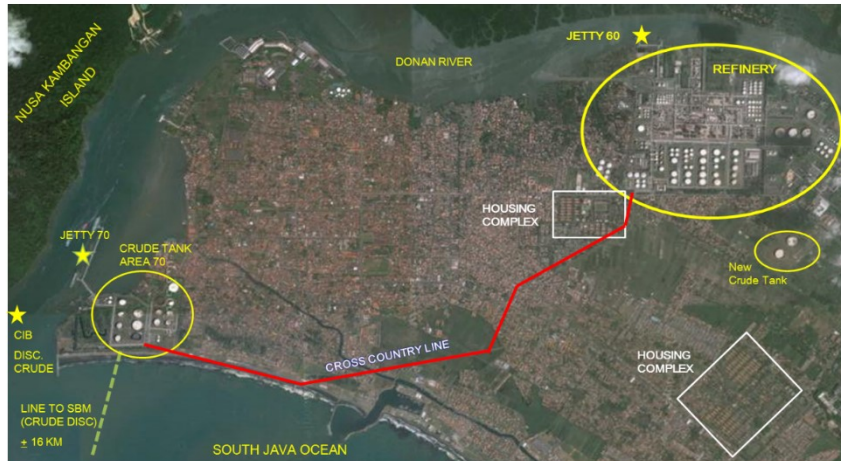 NUSA KAMBANGAN
ISLAND
JETTY 60
DONAN RIVER
REFINERY
HOUSING
COMPLEX
JETTY 70
CRUDE TANK
AREA 70
New
Crude Tank
CIB
DISC.
CRUDE
CROSS COUNTRY LINE
HOUSING
COMPLEX
LINE TO SBM
(CRUDE DISC)
± 16 KM
SOUTH JAVA OCEAN